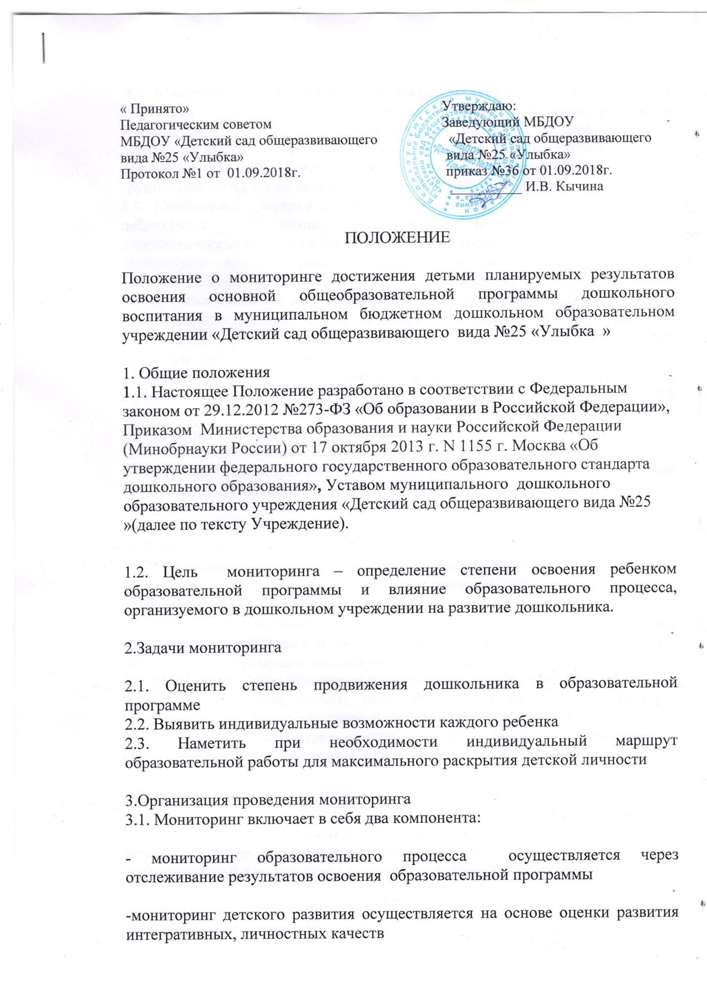 « Принято»
Педагогическим советом
МБДОУ «Детский сад общеразвивающего
вида №25 «Улыбка»
Протокол №1 от 01.09.2018г.
Утверждаю:
Заведующий МБДОУ
«Детский сад общеразвивающего
вида №25 «Улыбка»
приказ №36 от 01.09.2018г.
__________ И.В. Кычина
МБДОУ
«Детский сад №25
«Улыбка»
ПОЛОЖЕНИЕ
Положение о мониторинге достижения детьми планируемых результатов
освоения основной общеобразовательной программы дошкольного
воспитания в муниципальном бюджетном дошкольном образовательном
учреждении «Детский сад общеразвивающего вида №25 «Улыбка »
1. Общие положения
1.1. Настоящее Положение разработано в соответствии с Федеральным
законом от 29.12.2012 №273-ФЗ «Об образовании в Российской Федерации»,
Приказом Министерства образования и науки Российской Федерации
(Минобрнауки России) от 17 октября 2013 г. N 1155 г. Москва «Об
утверждении федерального государственного образовательного стандарта
дошкольного образования», Уставом муниципального дошкольного
образовательного учреждения «Детский сад общеразвивающего вида №25
»(далее по тексту Учреждение).
1.2. Цель мониторинга – определение степени освоения ребенком
образовательной программы и влияние образовательного процесса,
организуемого в дошкольном учреждении на развитие дошкольника.
2.Задачи мониторинга
2.1. Оценить степень продвижения дошкольника в образовательной
программе
2.2. Выявить индивидуальные возможности каждого ребенка
2.3. Наметить при необходимости индивидуальный маршрут
образовательной работы для максимального раскрытия детской личности
3.Организация проведения мониторинга
3.1. Мониторинг включает в себя два компонента:
- мониторинг образовательного процесса осуществляется через
отслеживание результатов освоения образовательной программы
-мониторинг детского развития осуществляется на основе оценки развития
интегративных, личностных качеств